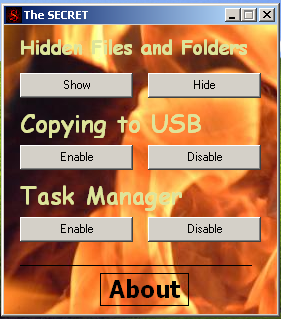 The SECRET
Hidden Files and Folders
Show Hide
Copying to USB
Enable Disable
Task Manager
Enable Disable
About